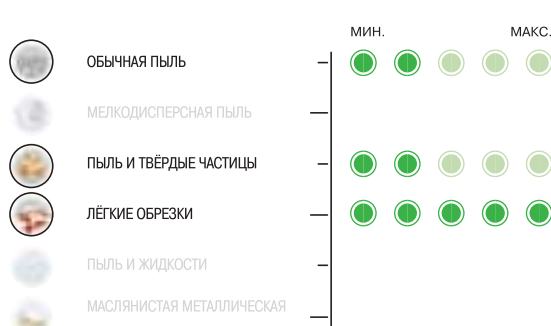 МИН. МАКС.
ОБЫЧНАЯ ПЫЛЬ
МЕЛКОДИСПЕРСНАЯ ПЫЛЬ
ПЫЛЬ И ТВЁРДЫЕ ЧАСТИЦЫ
ЛЁГКИЕ ОБРЕЗКИ
ПЫЛЬ И ЖИДКОСТИ
МАСЛЯНИСТАЯ МЕТАЛЛИЧЕСКАЯ